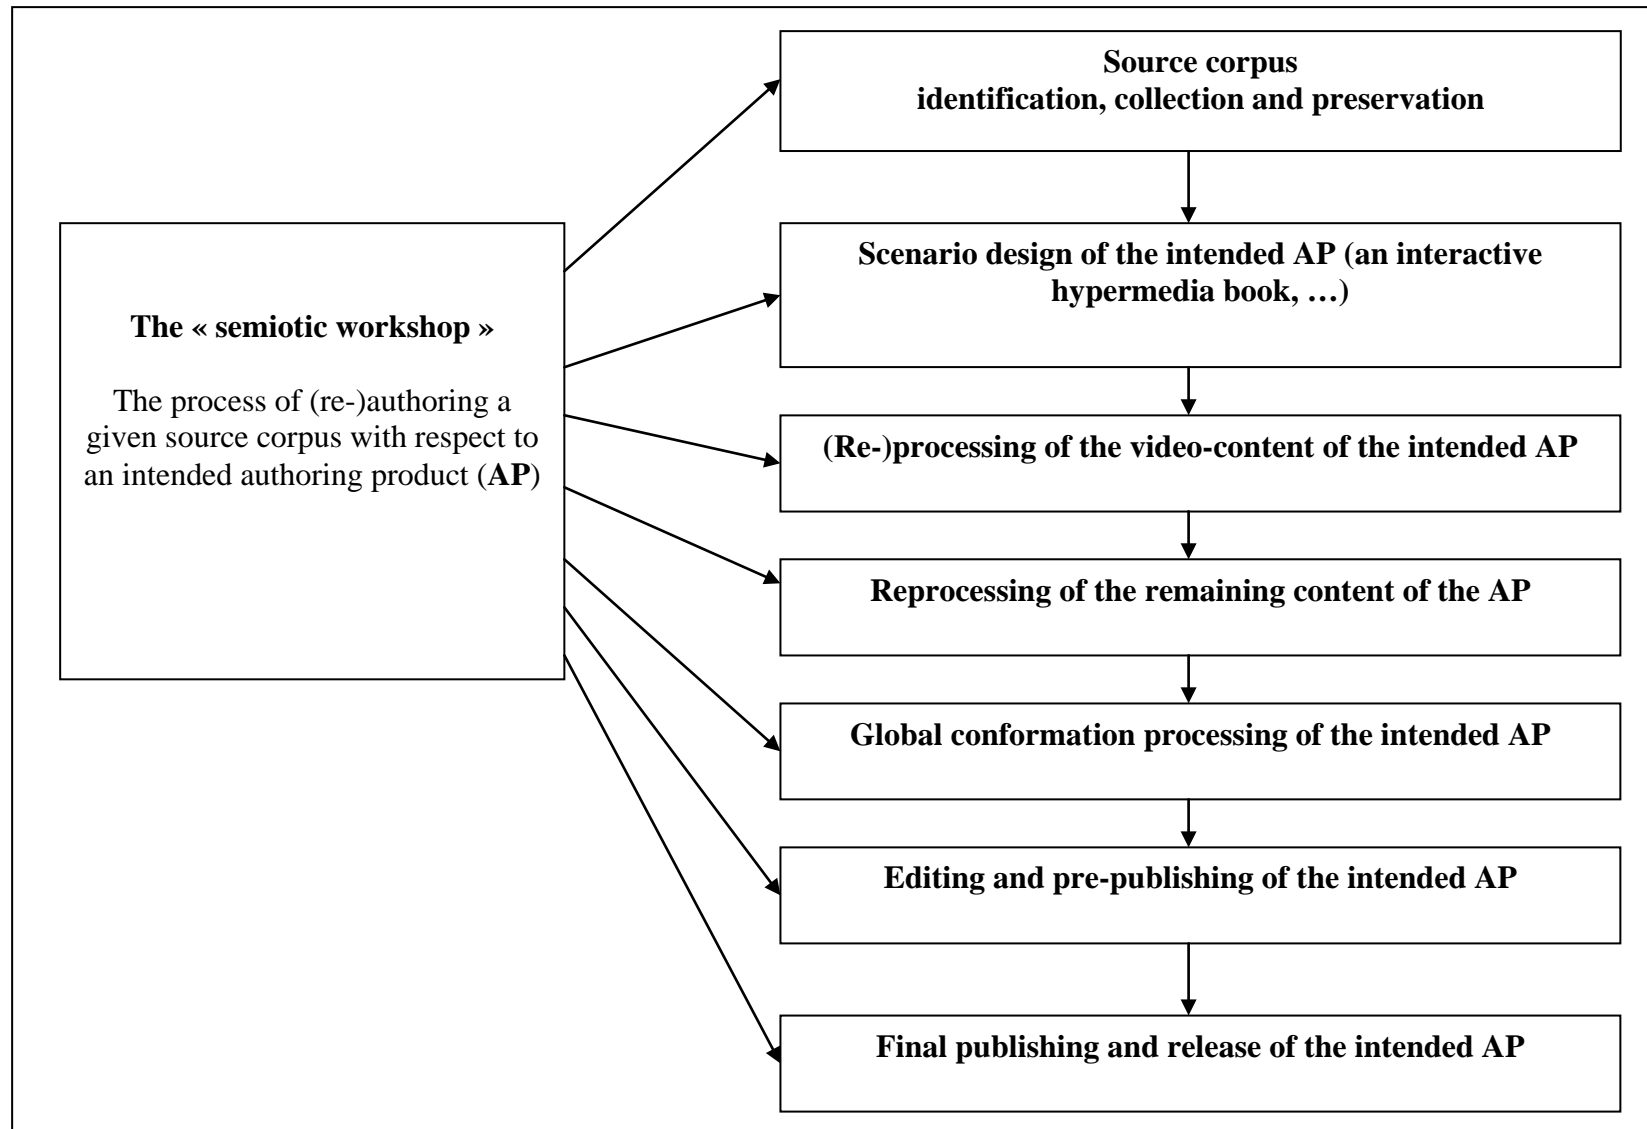 The « semiotic workshop »
The process of (re-)authoring a
given source corpus with respect to
an intended authoring product (AP)
Source corpus
identification, collection and preservation
Scenario design of the intended AP (an interactive
hypermedia book, …)
(Re-)processing of the video-content of the intended AP
Reprocessing of the remaining content of the AP
Global conformation processing of the intended AP
Editing and pre-publishing of the intended AP
Final publishing and release of the intended AP